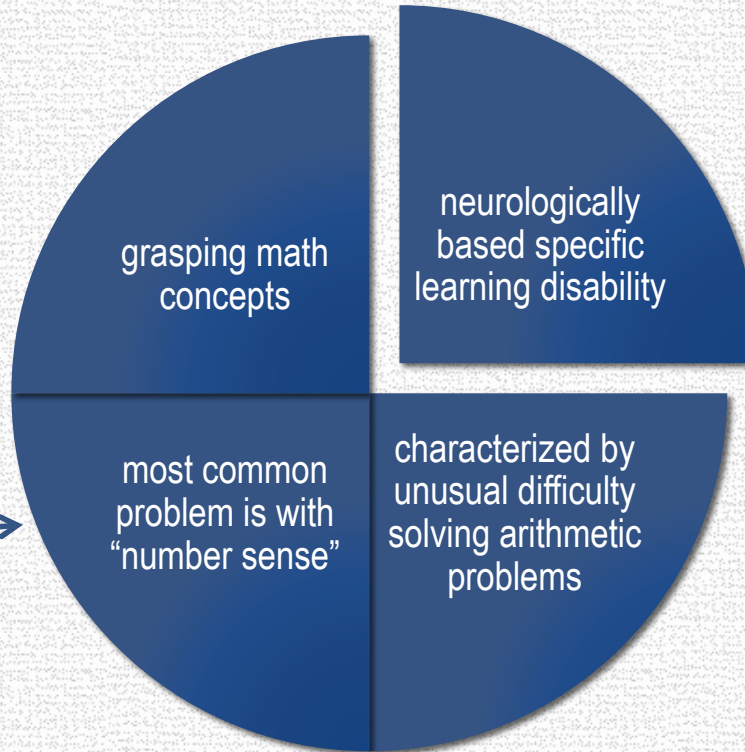 grasping math
concepts
neurologically
based specific
learning disability
most common
problem is with
“number sense”
characterized by
unusual difficulty
solving arithmetic
problems